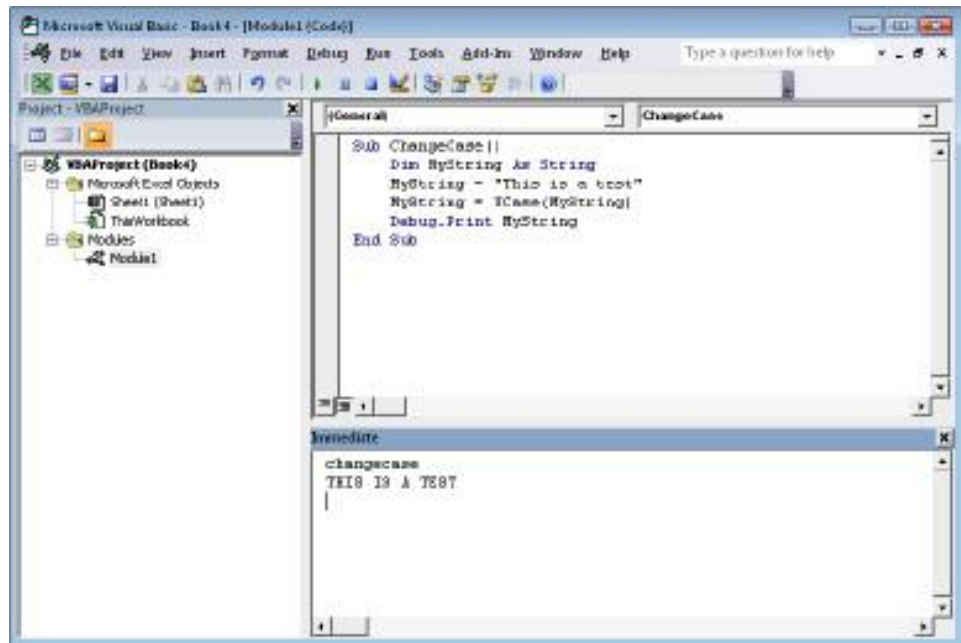 Microsoft Visual Basic - Book4 - [Module1 (Code)]
File Edit View Insert Format Debug Run Tools Add-Ins Window Help Type a question for help
Project - VBAProject
(General) ChangeCase
VBAProject (Book4)
Microsoft Excel Objects
Sheet1 (Sheet1)
ThisWorkbook
Modules
Module1
Sub ChangeCase()
Dim MyString As String
MyString = "This is a test"
MyString = UCase(MyString)
Debug.Print MyString
End Sub
Immediate
changecase
THIS IS A TEST